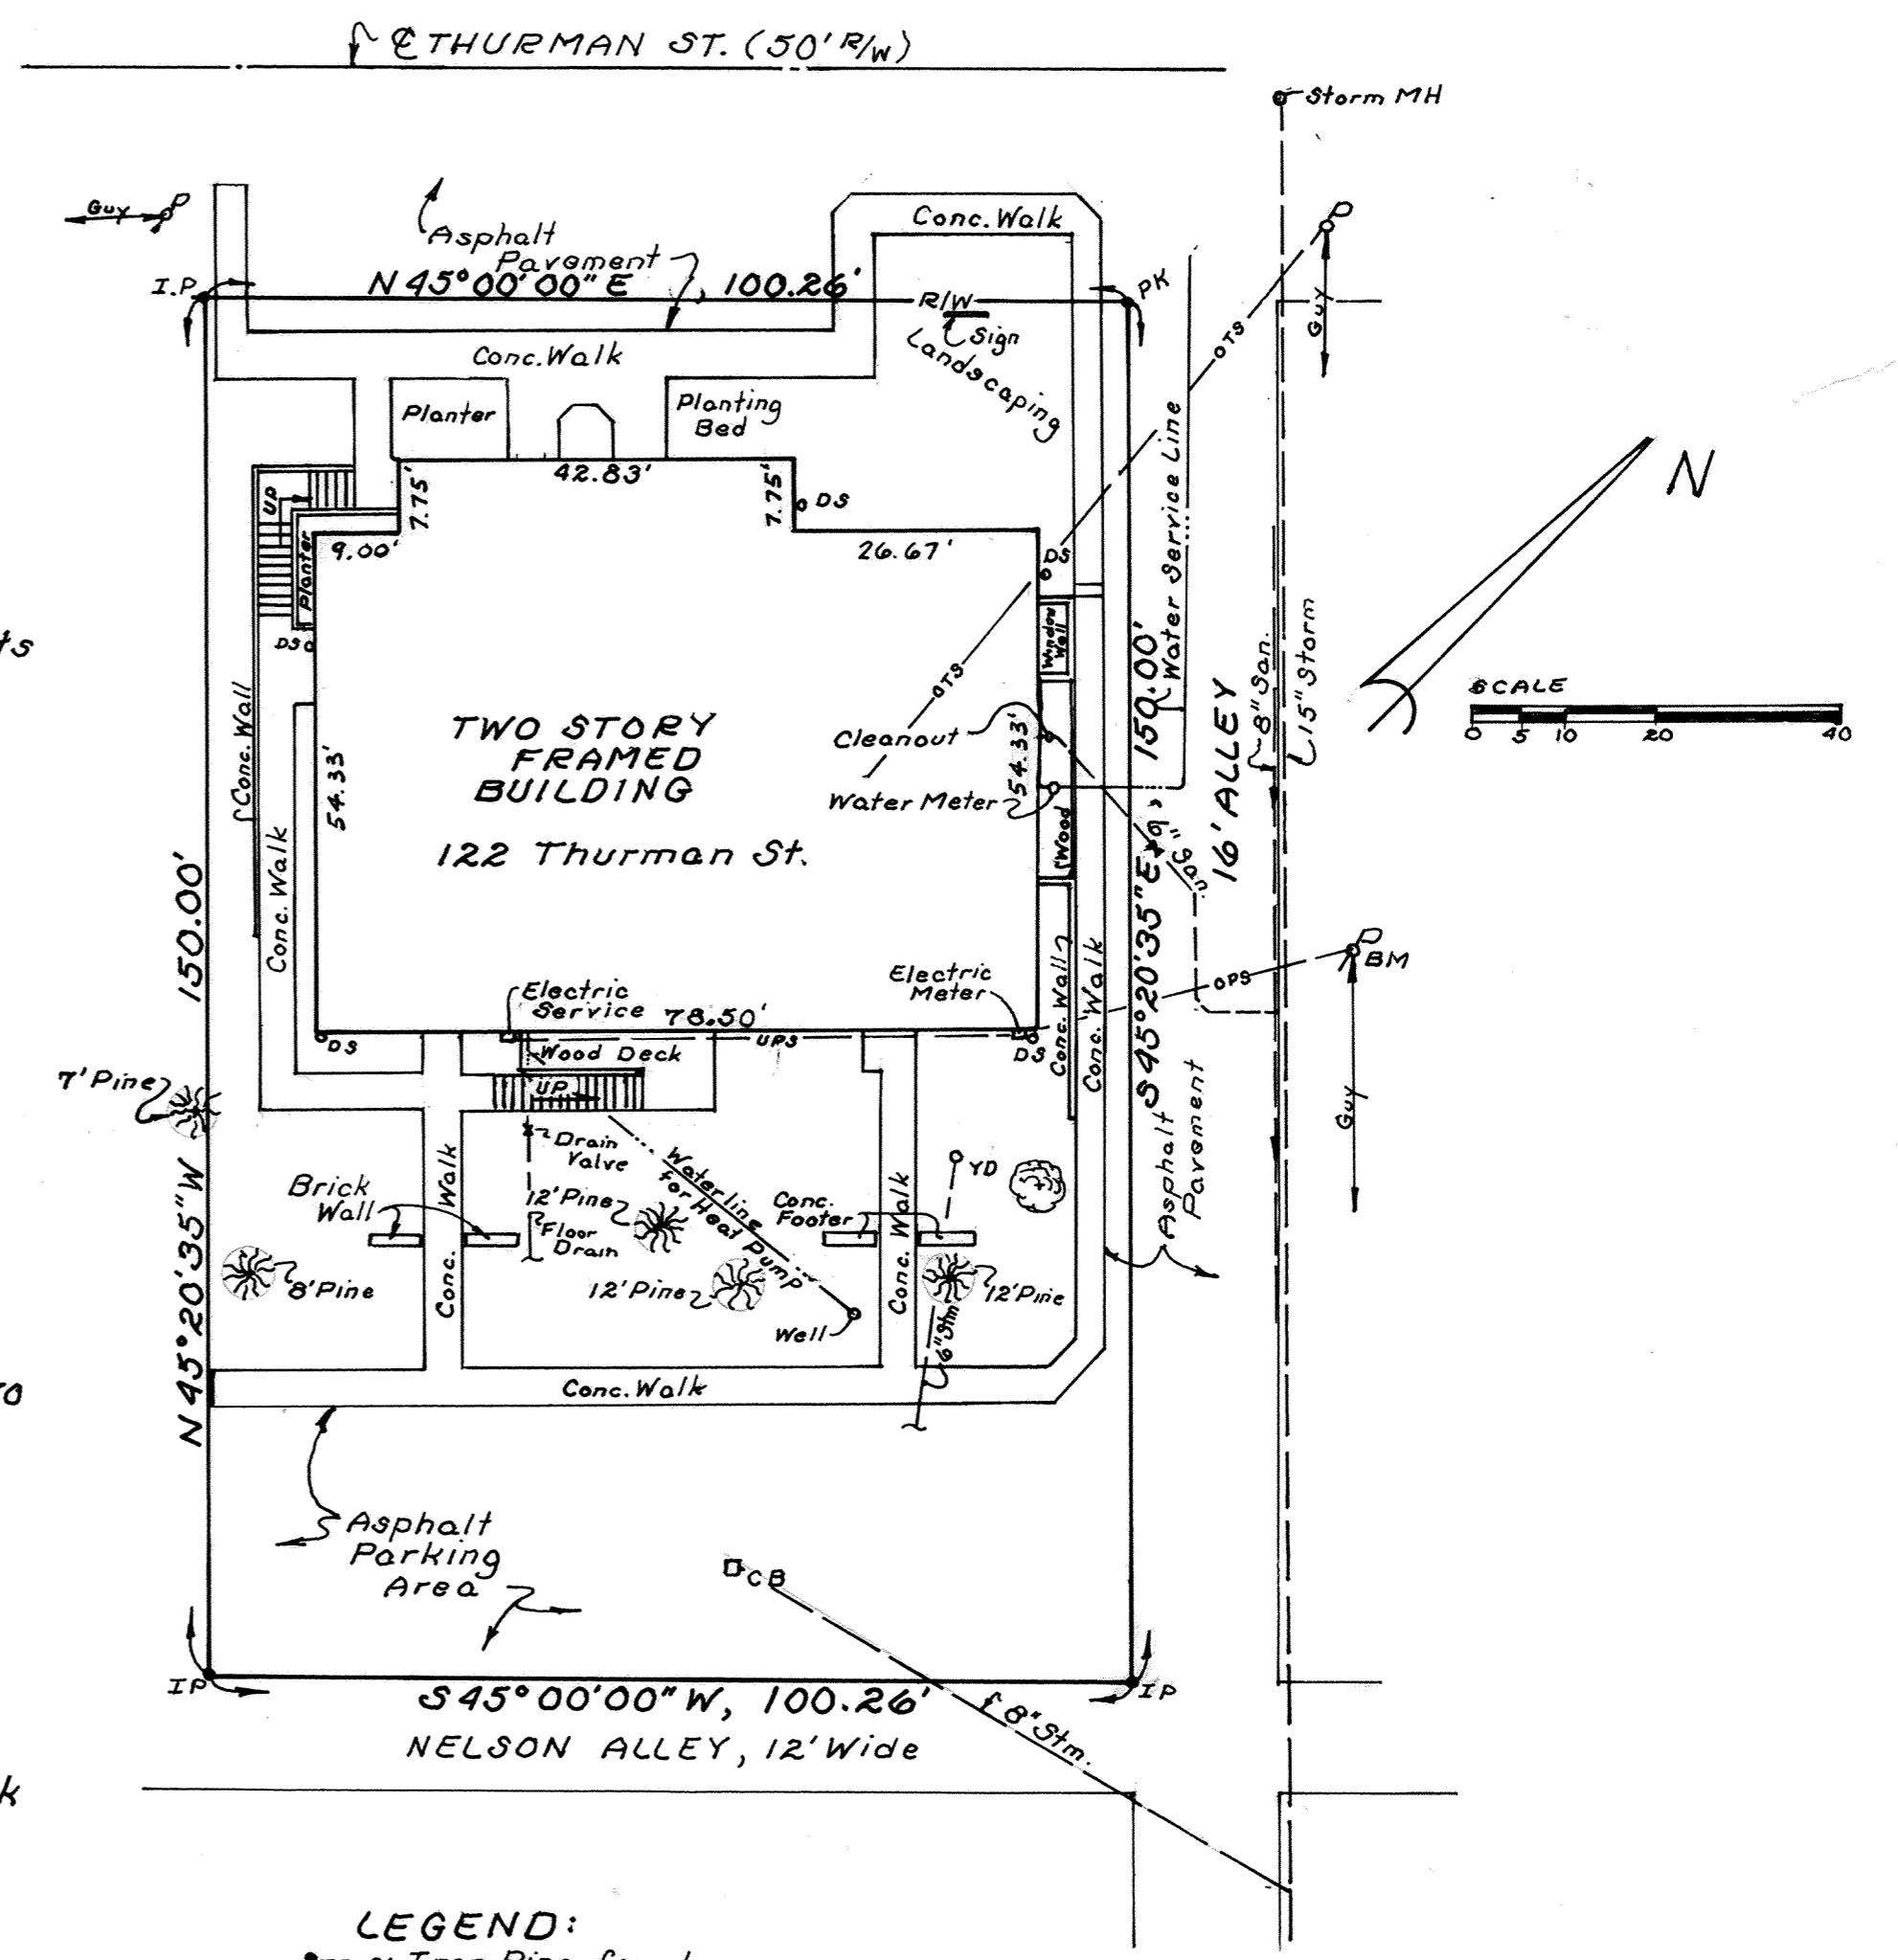 ℄ THURMAN ST. (50' R/W)
Storm MH
P
Guy
P
Guy
Conc. Walk
Asphalt
Pavement
I.P
N 45°00'00" E , 100.26'
R/W
PK
Sign
Landscaping
OTS
Conc. Walk
Planter
Planting
Bed
42.83'
7.75'
7.75'
DS
UP
Planter
9.00'
26.67'
DS
Water Service Line
N
ts
DS
Window
Well
150.00'
8" San.
15" Storm
SCALE
0 5 10 20 40
Conc. Wall
OTS
TWO STORY
FRAMED
BUILDING
122 Thurman St.
54.33'
Cleanout
54.33'
Water Meter
Wood
16' ALLEY
6" San.
150.00'
Conc. Walk
S 45°20'35" E ,
P
BM
OPS
Electric
Service
78.50'
Electric
Meter
Conc. Wall
Conc. Walk
DS
UPS
DS
Wood Deck
UP
7' Pine
Guy
Asphalt
Pavement
Drain
Valve
Waterline
for Heat Pump
YD
Brick
Wall
Conc. Walk
12' Pine
Floor
Drain
Conc.
Footer
Conc. Walk
8' Pine
12' Pine
12' Pine
Well
6" Stm
N 45°20'35" W
TO
Conc. Walk
Asphalt
Parking
Area
CB
IP
IP
S 45°00'00" W, 100.26'
8" Stm.
NELSON ALLEY, 12' Wide
k
LEGEND: